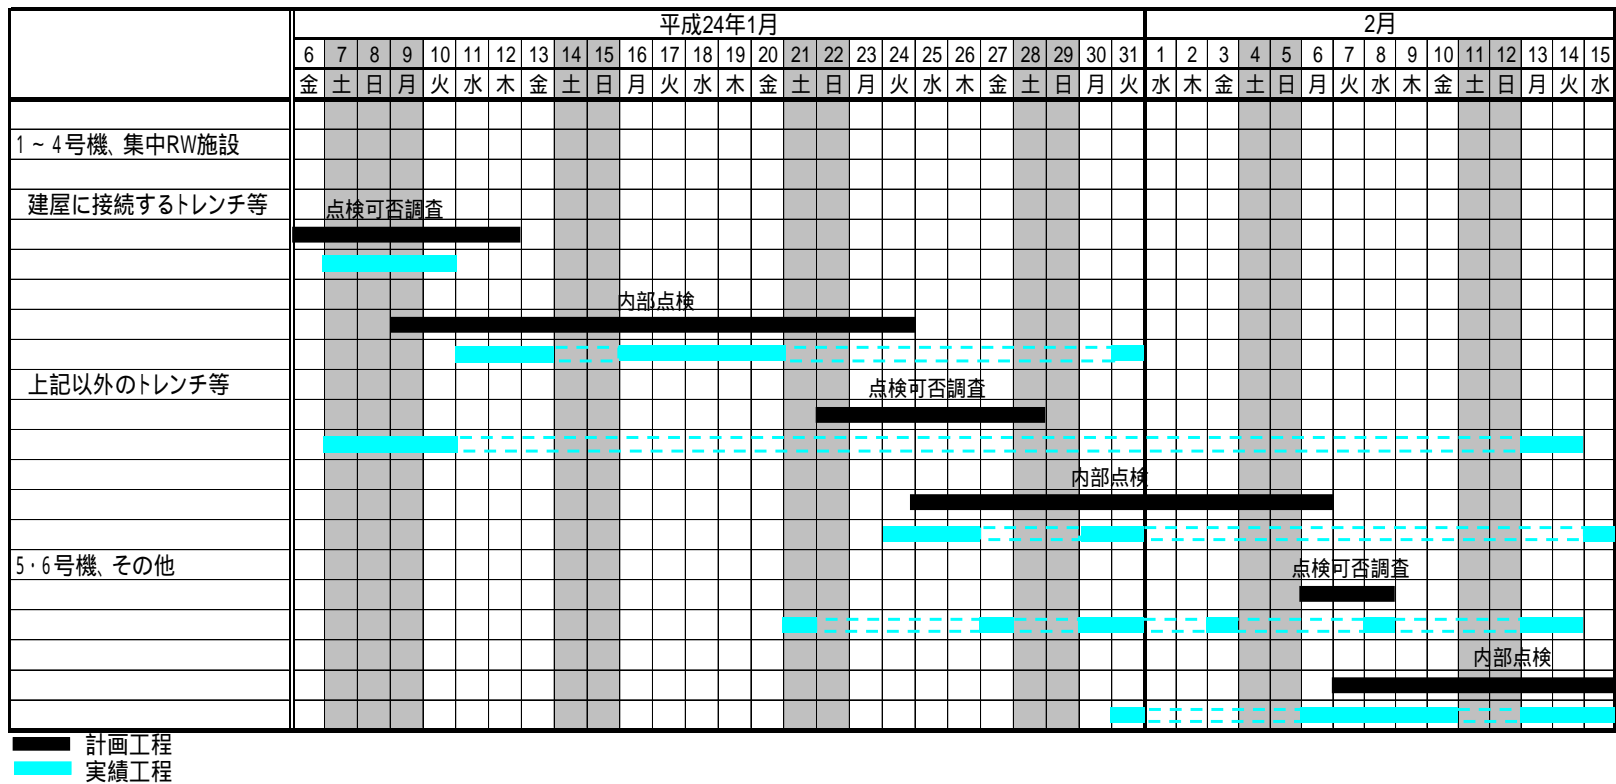 平成24年1月 2月
6 7 8 9 10 11 12 13 14 15 16 17 18 19 20 21 22 23 24 25 26 27 28 29 30 31 1 2 3 4 5 6 7 8 9 10 11 12 13 14 15
金 土 日 月 火 水 木 金 土 日 月 火 水 木 金 土 日 月 火 水 木 金 土 日 月 火 水 木 金 土 日 月 火 水 木 金 土 日 月 火 水
1~4号機、集中RW施設
建屋に接続するトレンチ等
点検可否調査
内部点検
上記以外のトレンチ等
点検可否調査
内部点検
5・6号機、その他
点検可否調査
内部点検
計画工程
実績工程